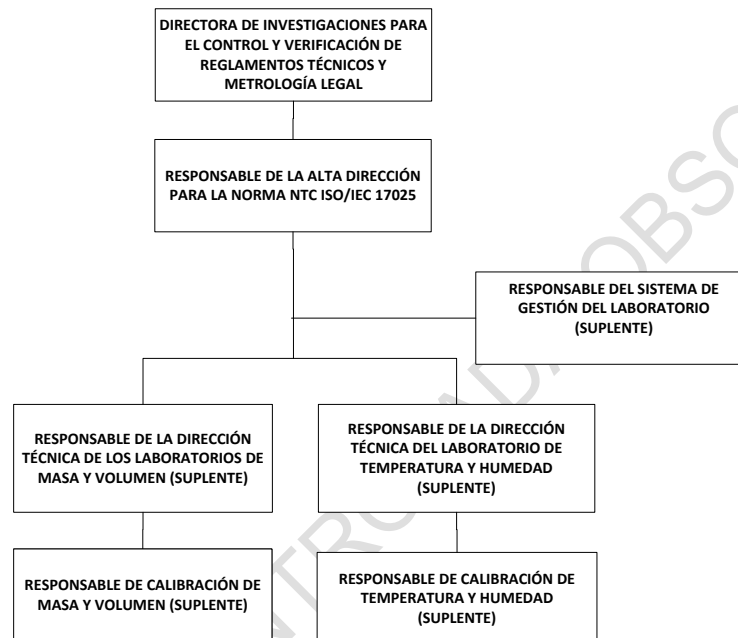 DIRECTORA DE INVESTIGACIONES PARA
EL CONTROL Y VERIFICACIÓN DE
REGLAMENTOS TÉCNICOS Y
METROLOGÍA LEGAL
RESPONSABLE DE LA ALTA DIRECCIÓN
PARA LA NORMA NTC ISO/IEC 17025
RESPONSABLE DEL SISTEMA DE
GESTIÓN DEL LABORATORIO
(SUPLENTE)
RESPONSABLE DE LA DIRECCIÓN
TÉCNICA DE LOS LABORATORIOS DE
MASA Y VOLUMEN (SUPLENTE)
RESPONSABLE DE LA DIRECCIÓN
TÉCNICA DEL LABORATORIO DE
TEMPERATURA Y HUMEDAD
(SUPLENTE)
RESPONSABLE DE CALIBRACIÓN DE
MASA Y VOLUMEN (SUPLENTE)
RESPONSABLE DE CALIBRACIÓN DE
TEMPERATURA Y HUMEDAD
(SUPLENTE)